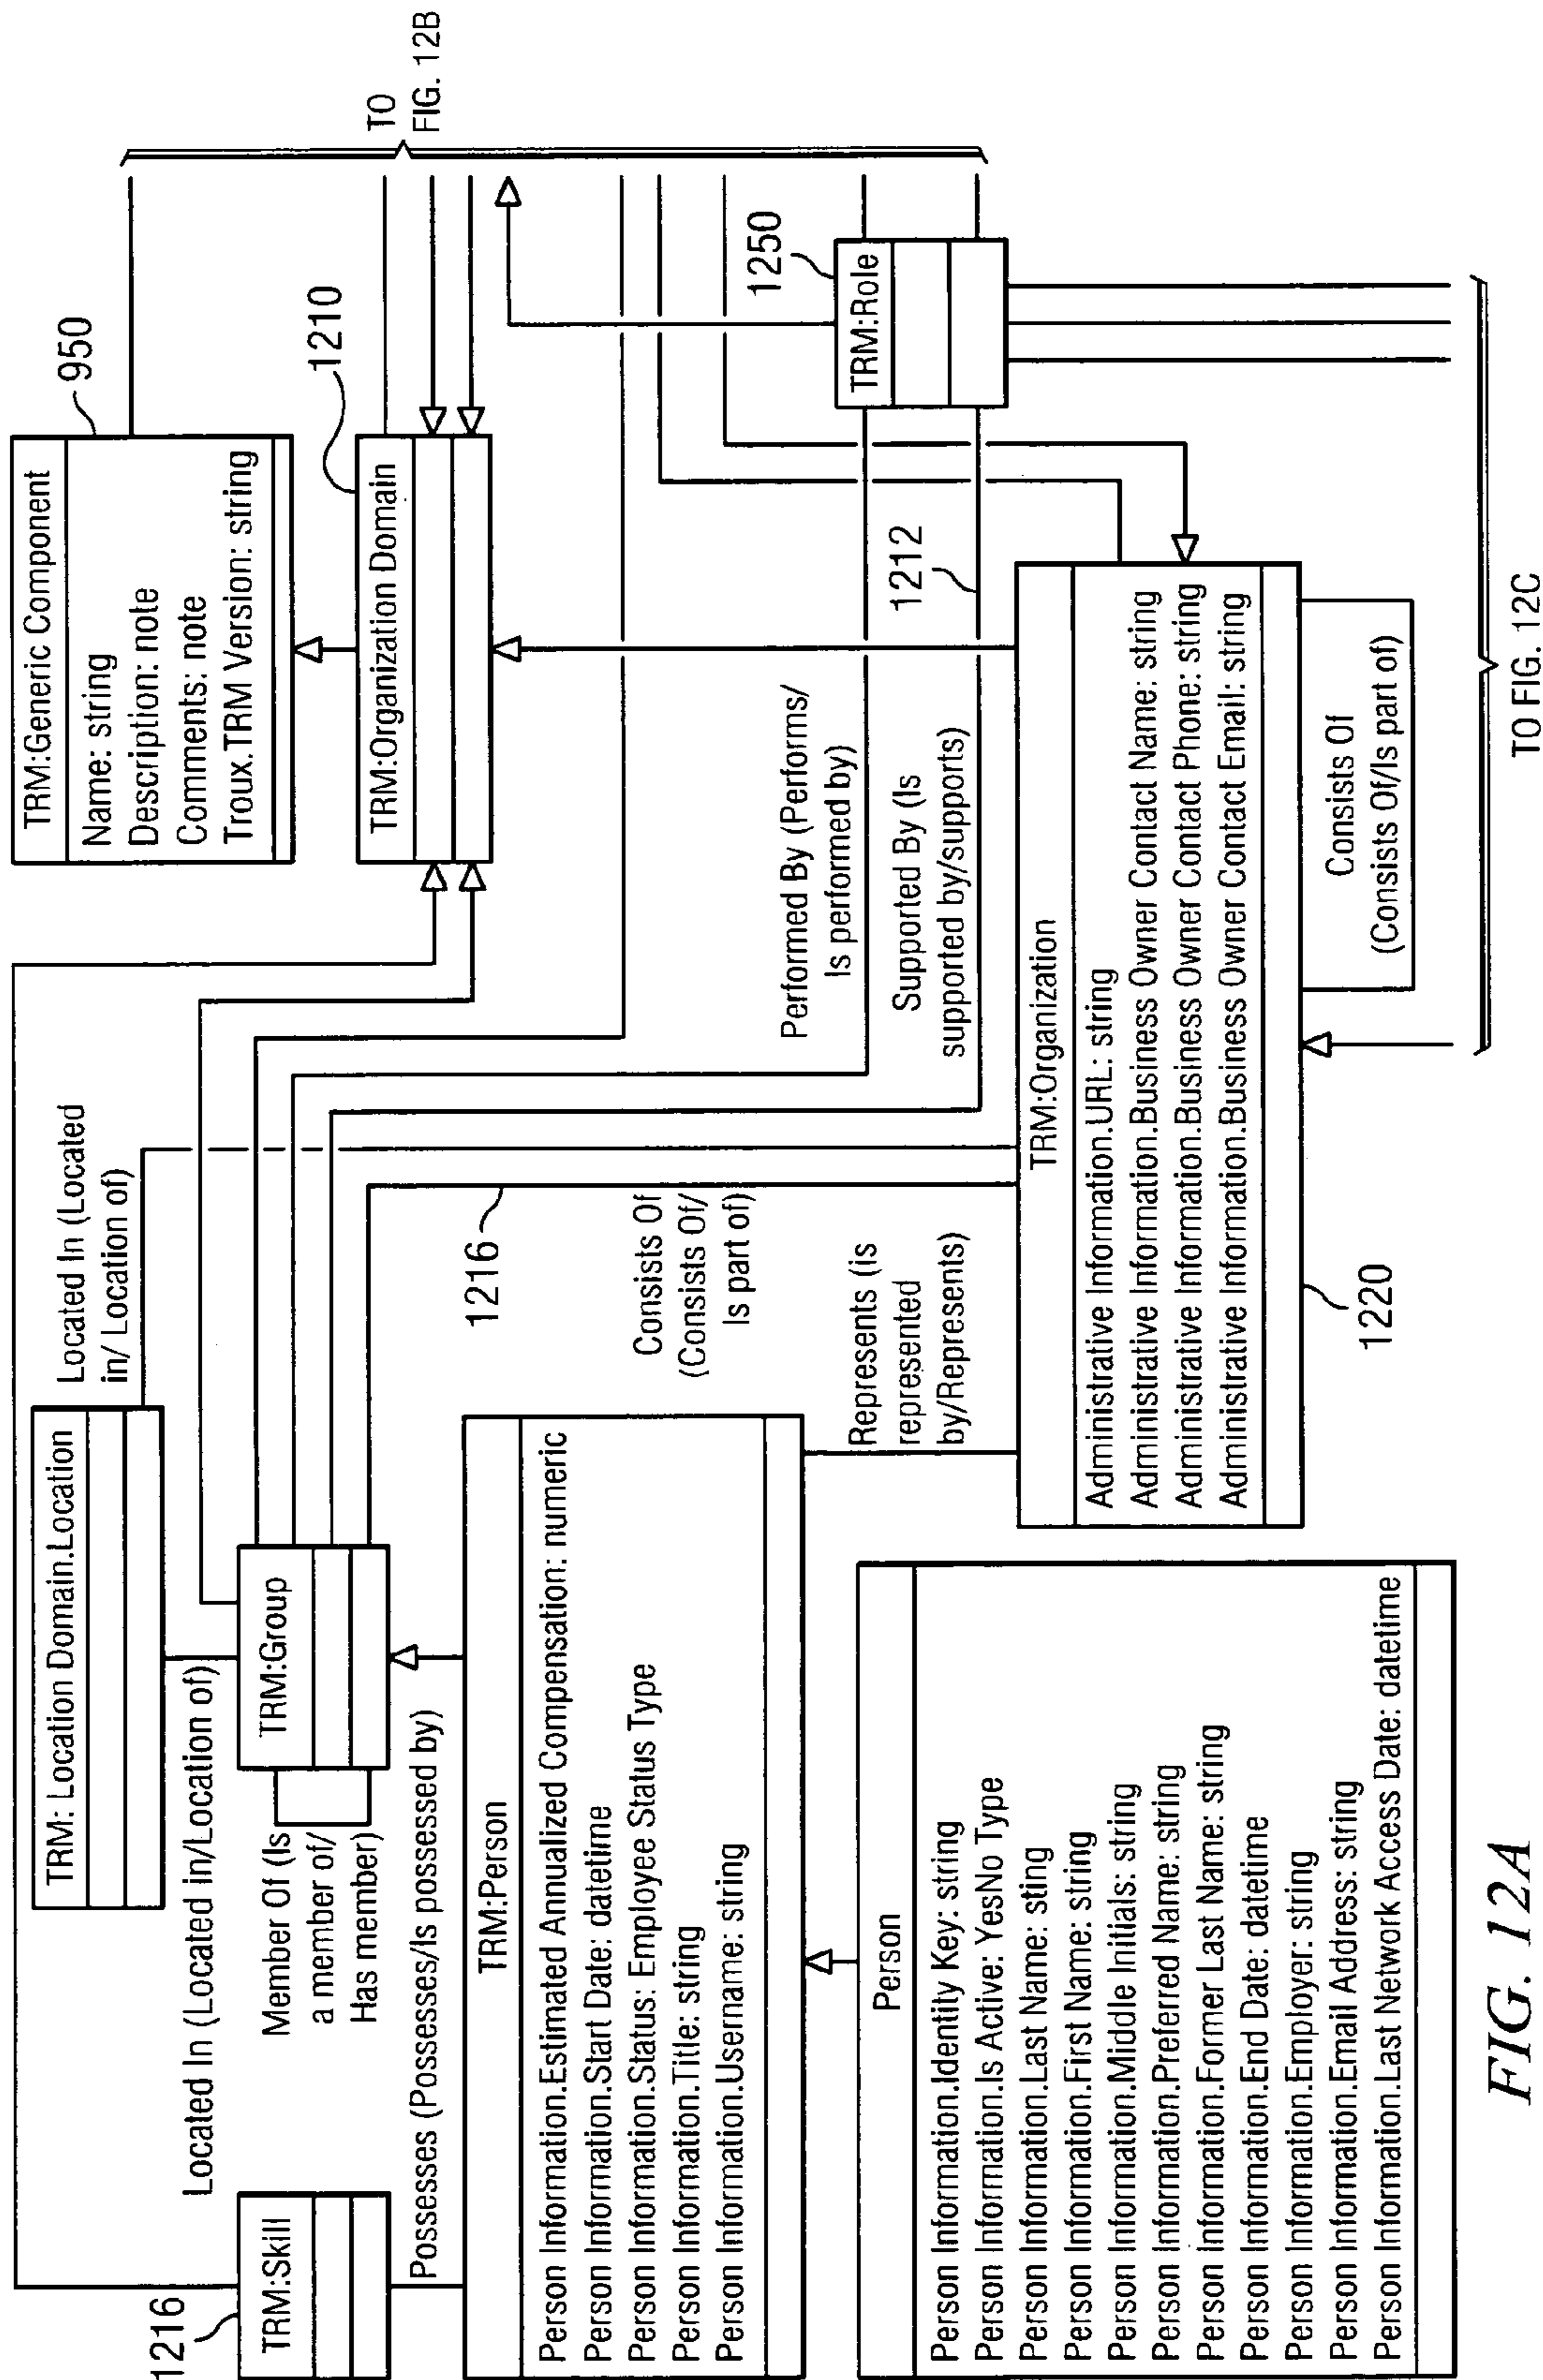 1216
TRM:Skill
TRM: Location Domain.Location
Located In (Located
in/ Location of)
Located In (Located in/Location of)
TRM:Group
Member Of (Is
a member of/
Has member)
Possesses (Possesses/Is possessed by)
TRM:Generic Component
Name: string
Description: note
Comments: note
Troux.TRM Version: string
950
TRM:Organization Domain
1210
TO
FIG. 12B
TRM:Person
Person Information.Estimated Annualized Compensation: numeric
Person Information.Start Date: datetime
Person Information.Status: Employee Status Type
Person Information.Title: string
Person Information.Username: string
1216
Consists Of
(Consists Of/
Is part of)
Represents (is
represented
by/Represents)
Performed By (Performs/
Is performed by)
Supported By (Is
supported by/supports)
1212
TRM:Role
1250
Person
Person Information.Identity Key: string
Person Information.Is Active: YesNo Type
Person Information.Last Name: sting
Person Information.First Name: string
Person Information.Middle Initials: string
Person Information.Preferred Name: string
Person Information.Former Last Name: string
Person Information.End Date: datetime
Person Information.Employer: string
Person Information.Email Address: string
Person Information.Last Network Access Date: datetime
TRM:Organization
Administrative Information.URL: string
Administrative Information.Business Owner Contact Name: string
Administrative Information.Business Owner Contact Phone: string
Administrative Information.Business Owner Contact Email: string
1220
Consists Of
(Consists Of/Is part of)
TO FIG. 12C
FIG. 12A